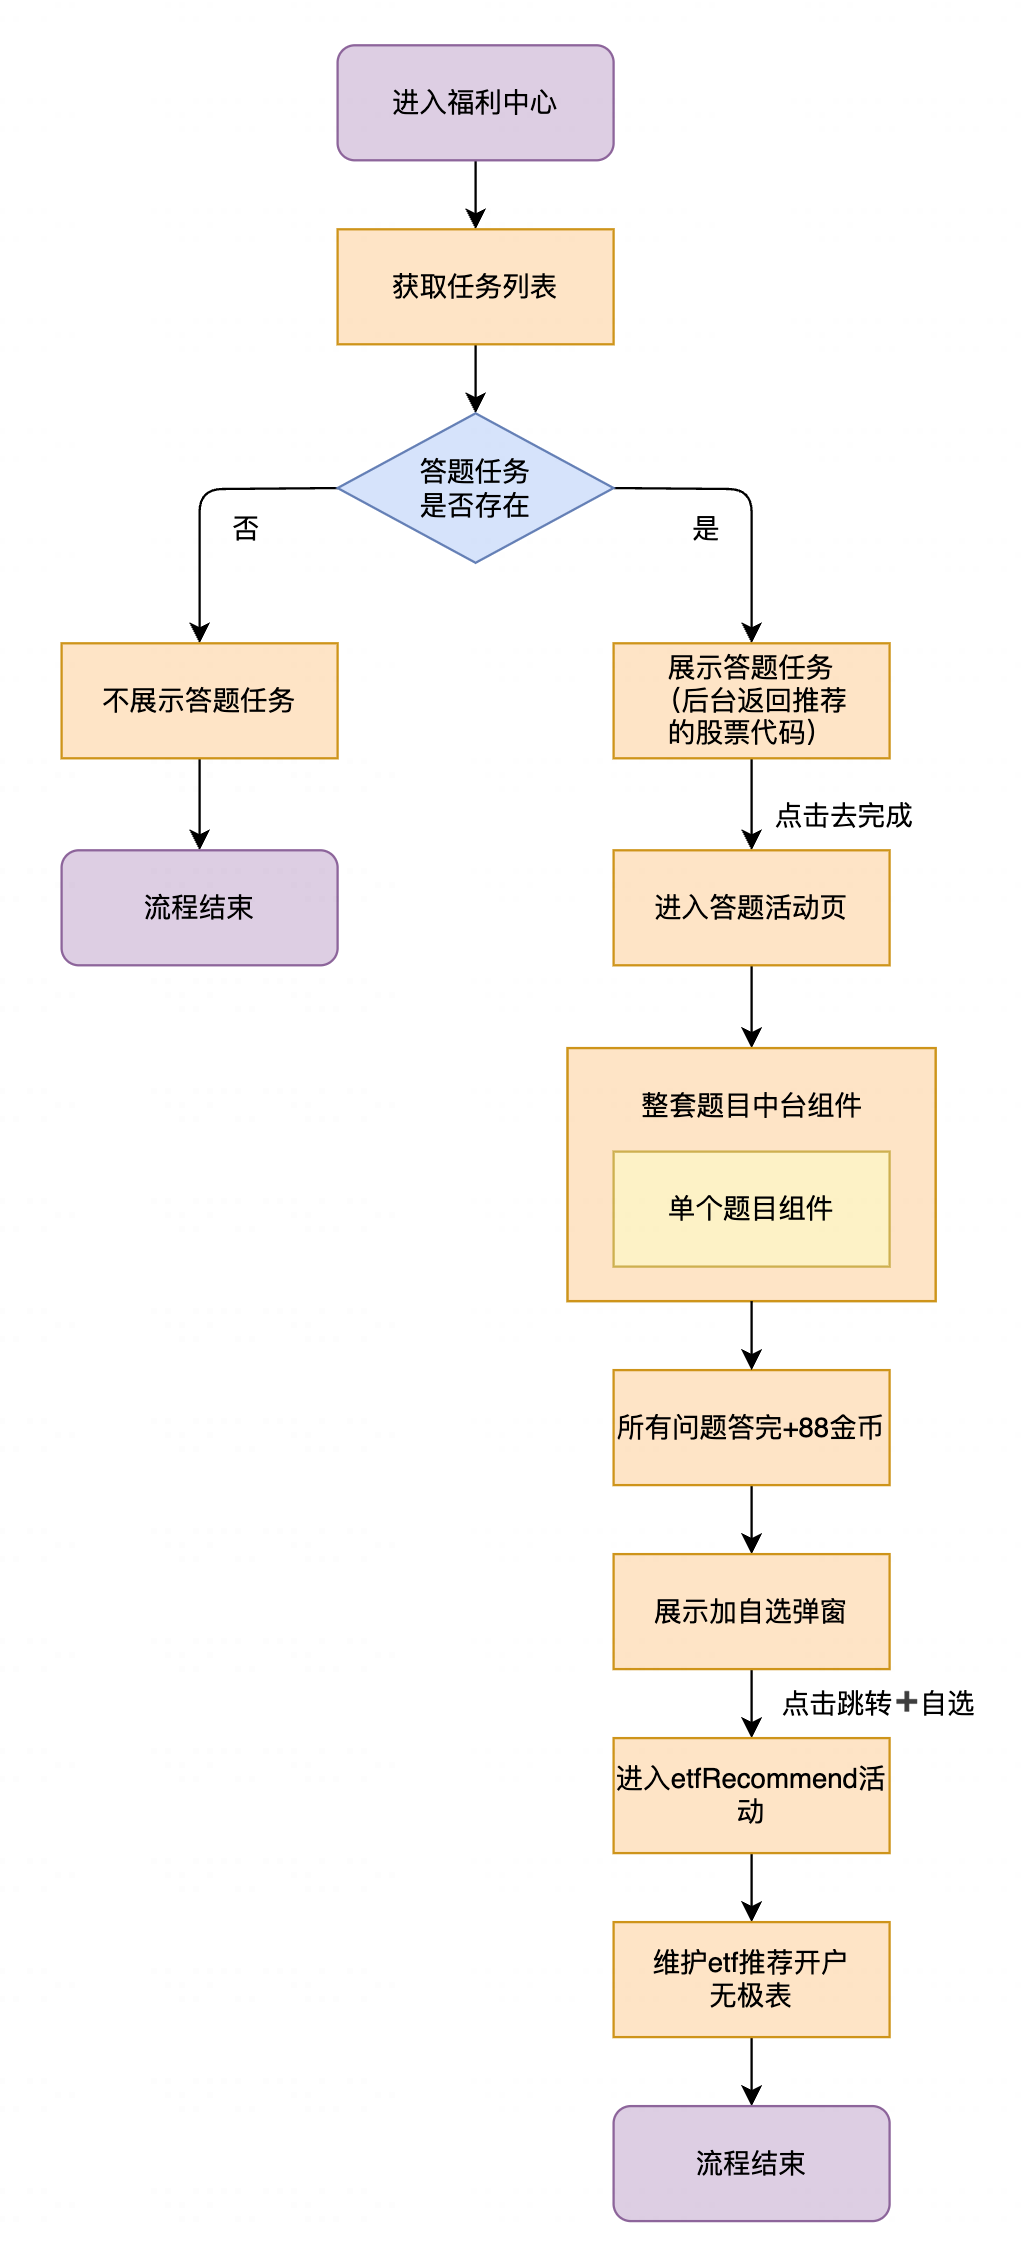 进入福利中心
获取任务列表
答题任务
是否存在
否
是
不展示答题任务
展示答题任务
（后台返回推荐
的股票代码）
点击去完成
流程结束
进入答题活动页
整套题目中台组件
单个题目组件
所有问题答完+88金币
展示加自选弹窗
点击跳转➕自选
进入etfRecommend活
动
维护etf推荐开户
无极表
流程结束